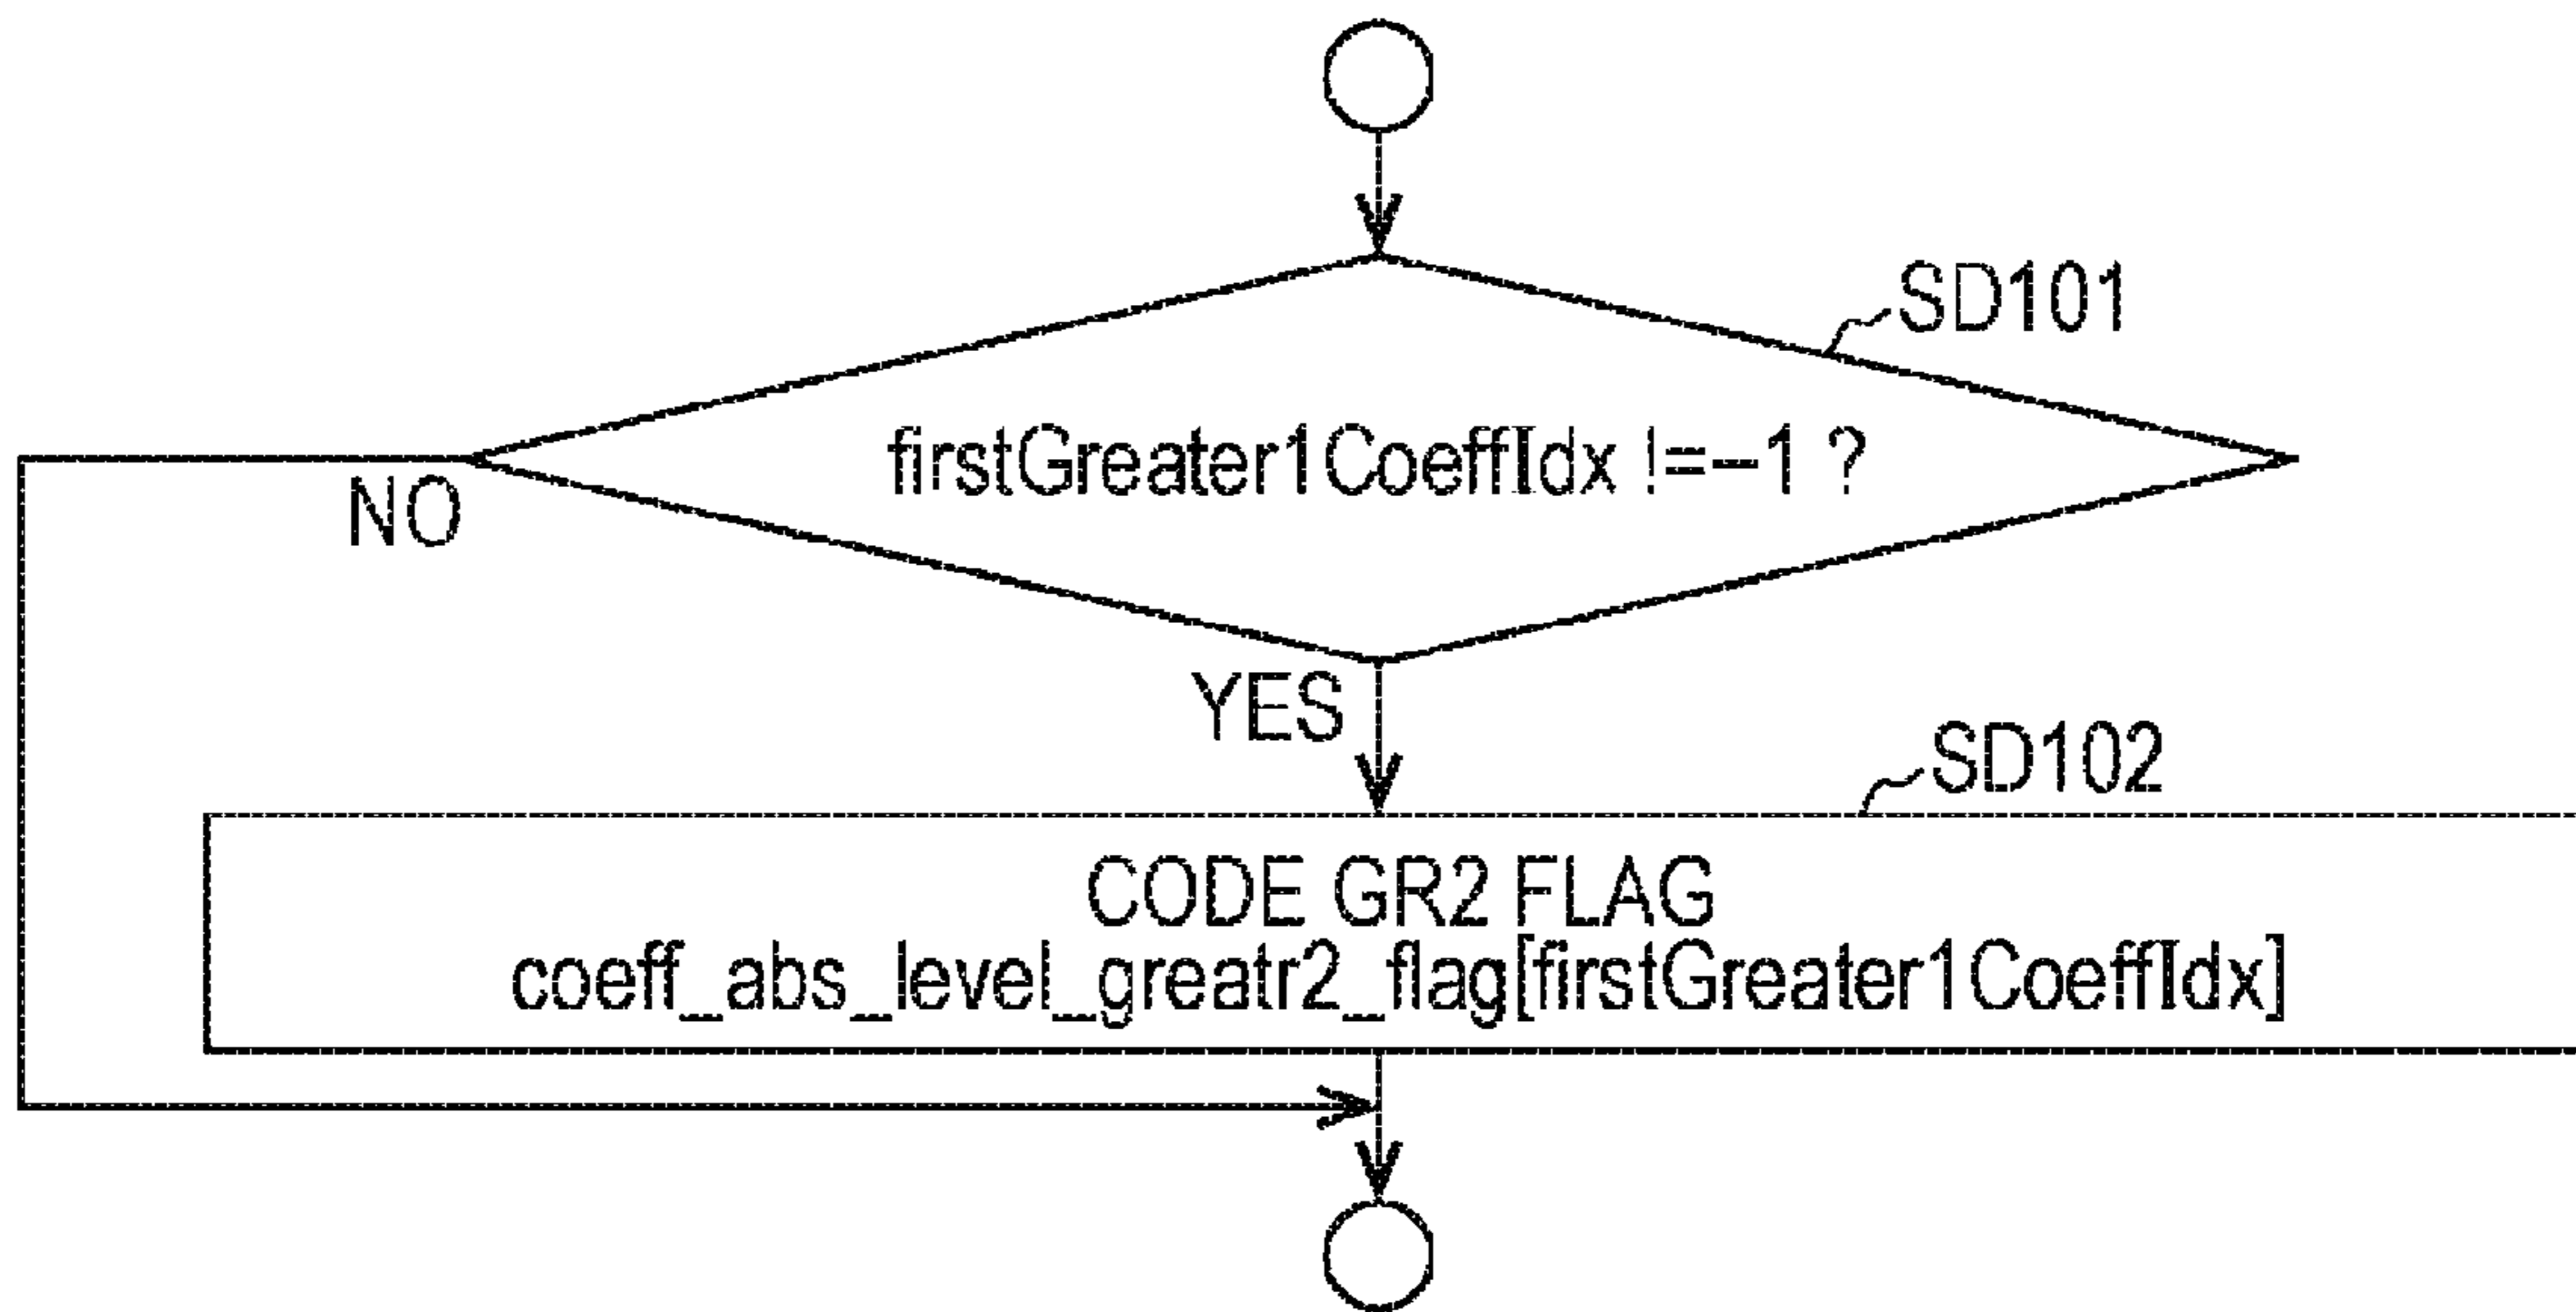 SD101
firstGreater1CoeffIdx !=–1 ?
NO
YES
SD102
CODE GR2 FLAG
coeff_abs_level_greatr2_flag[firstGreater1CoeffIdx]